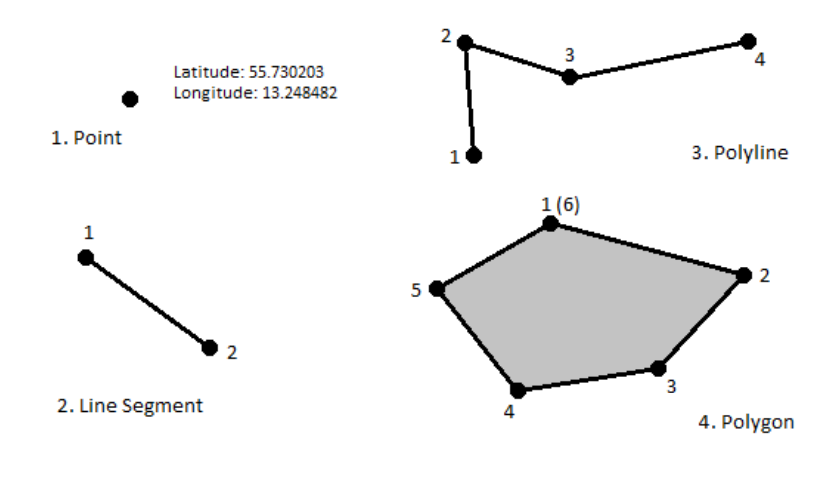 Latitude: 55.730203
Longitude: 13.248482
1. Point
2
3
4
1
3. Polyline
1
2
2. Line Segment
1 (6)
2
5
3
4
4. Polygon